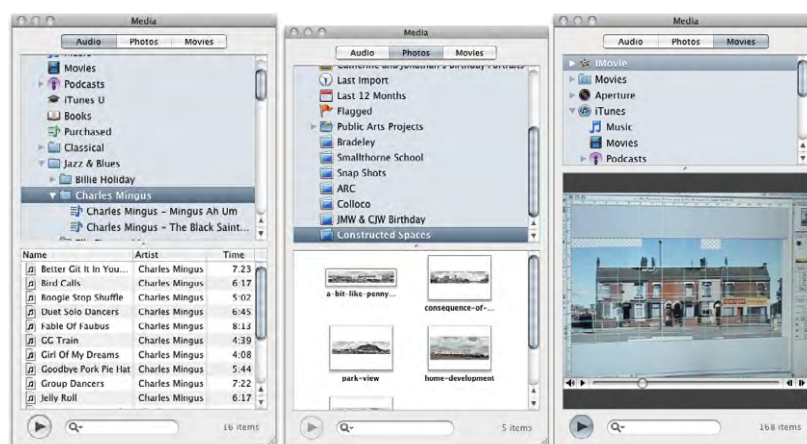 Media
Audio Photos Movies
Music
Movies
Podcasts
iTunes U
Books
Purchased
Classical
Jazz & Blues
Billie Holiday
Charles Mingus
Charles Mingus – Mingus Ah Um
Charles Mingus – The Black Saint...
Name Artist Time
Better Git It In You... Charles Mingus 7:23
Bird Calls Charles Mingus 6:17
Boogie Stop Shuffle Charles Mingus 5:02
Duet Solo Dancers Charles Mingus 6:45
Fable Of Faubus Charles Mingus 8:13
GG Train Charles Mingus 4:39
Girl Of My Dreams Charles Mingus 4:08
Goodbye Pork Pie Hat Charles Mingus 5:44
Group Dancers Charles Mingus 7:22
Jelly Roll Charles Mingus 6:17
16 items
Media
Audio Photos Movies
Catherine and Jonathan's Birthday Portraits
Last Import
Last 12 Months
Flagged
Public Arts Projects
Bradeley
Smallthorne School
Snap Shots
ARC
Colloco
JMW & CJW Birthday
Constructed Spaces
a-bit-like-penny...
consequence-of-...
park-view
home-development
5 items
Media
Audio Photos Movies
iMovie
Movies
Aperture
iTunes
Music
Movies
Podcasts
168 items